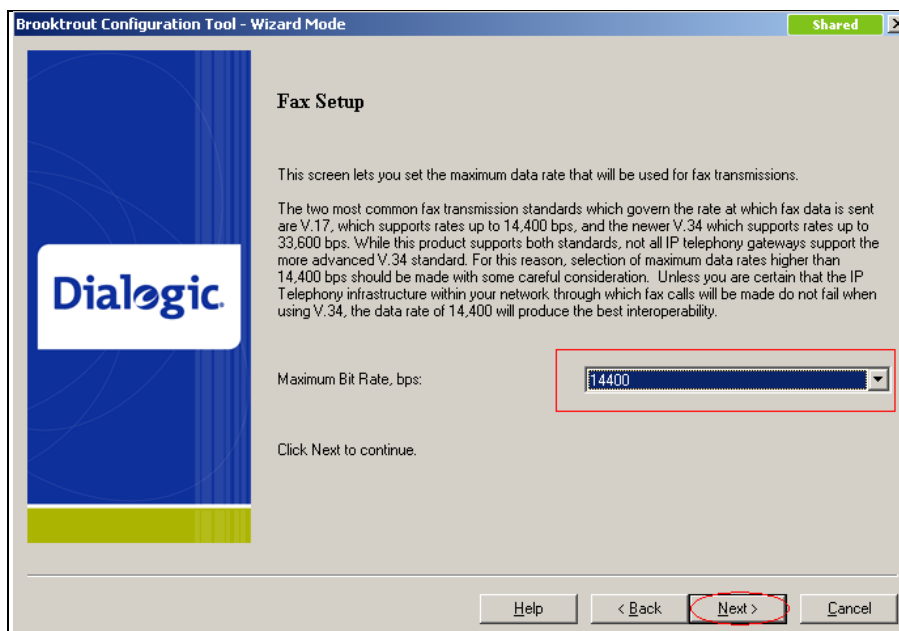 Brooktrout Configuration Tool - Wizard Mode
Shared
Fax Setup
This screen lets you set the maximum data rate that will be used for fax transmissions.
The two most common fax transmission standards which govern the rate at which fax data is sent
are V.17, which supports rates up to 14,400 bps, and the newer V.34 which supports rates up to
33,600 bps. While this product supports both standards, not all IP telephony gateways support the
more advanced V.34 standard. For this reason, selection of maximum data rates higher than
14,400 bps should be made with some careful consideration. Unless you are certain that the IP
Telephony infrastructure within your network through which fax calls will be made do not fail when
using V.34, the data rate of 14,400 will produce the best interoperability.
Dialogic.
Maximum Bit Rate, bps:
14400
Click Next to continue.
Help
< Back
Next >
Cancel